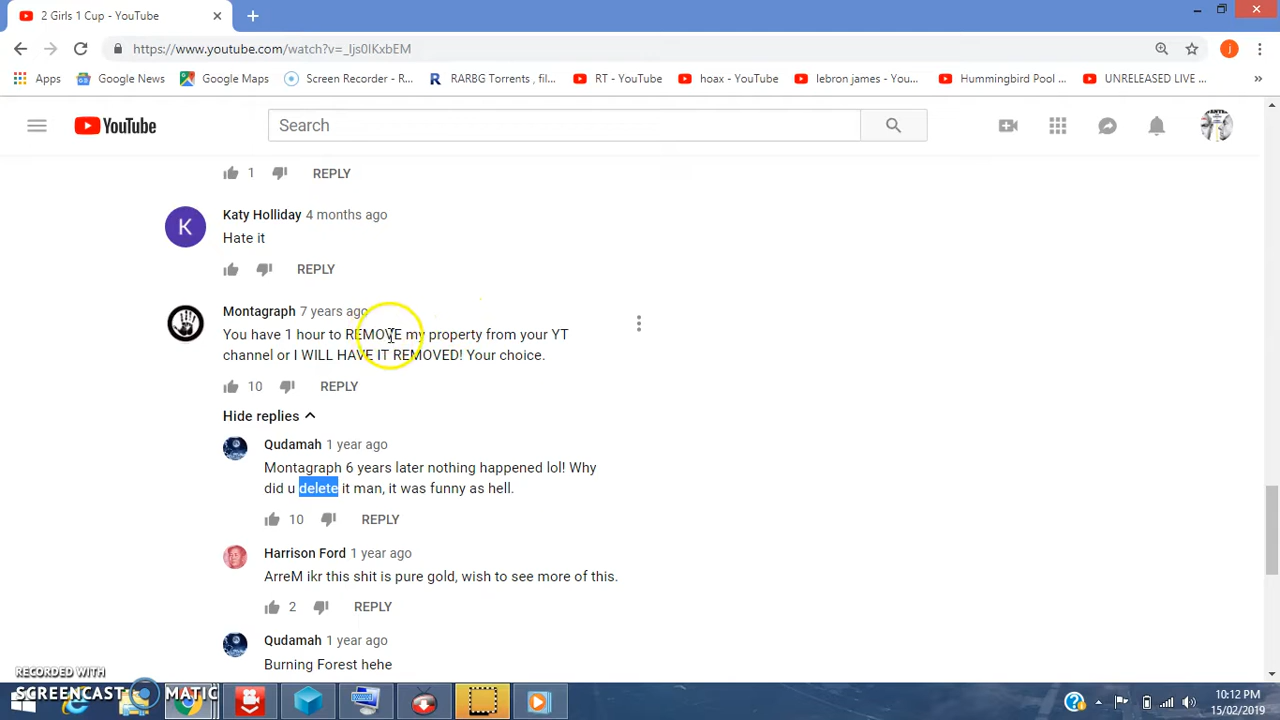 2 Girls 1 Cup - YouTube
https://www.youtube.com/watch?v=_Ijs0IKxbEM
j
Apps Google News Google Maps Screen Recorder - R... RARBG Torrents , fil... RT - YouTube hoax - YouTube lebron james - You... Hummingbird Pool ... UNRELEASED LIVE ... »
YouTube
Search
1 REPLY
K
Katy Holliday 4 months ago
Hate it
REPLY
Montagraph 7 years ago
You have 1 hour to REMOVE my property from your YT
channel or I WILL HAVE IT REMOVED! Your choice.
10 REPLY
Hide replies
Qudamah 1 year ago
Montagraph 6 years later nothing happened lol! Why
did u delete it man, it was funny as hell.
10 REPLY
Harrison Ford 1 year ago
ArreM ikr this shit is pure gold, wish to see more of this.
2 REPLY
Qudamah 1 year ago
Burning Forest hehe
RECORDED WITH
SCREENCAST MATIC
10:12 PM
15/02/2019